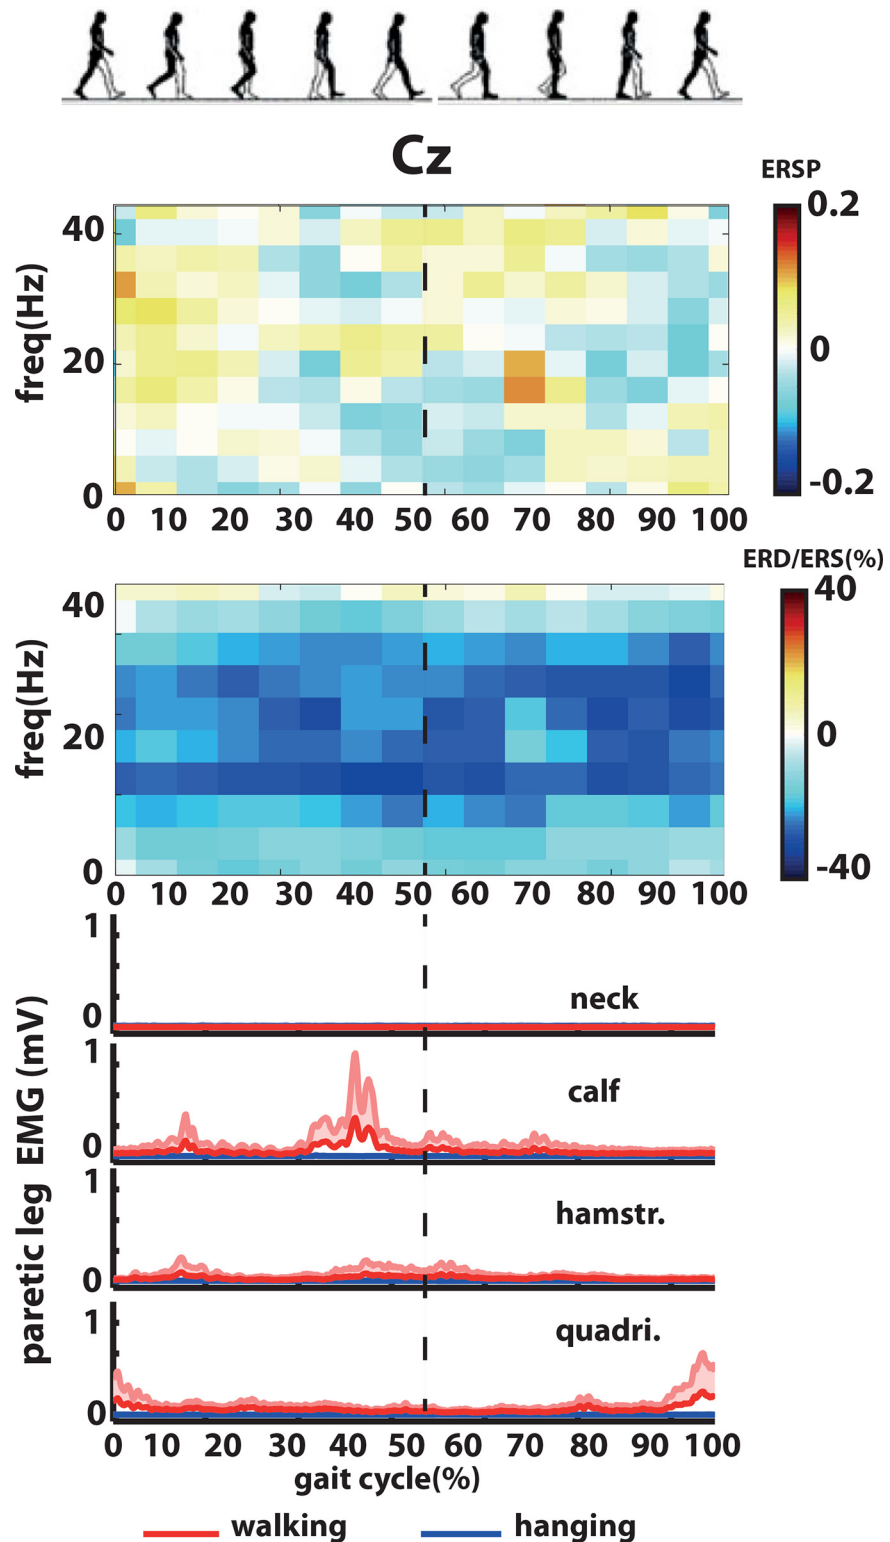 Cz
ERSP
freq(Hz)
40
20
0
0 10 20 30 40 50 60 70 80 90 100
0.2
0
-0.2
ERD/ERS(%)
freq(Hz)
40
20
0
0 10 20 30 40 50 60 70 80 90 100
40
0
-40
paretic leg EMG (mV)
1
0
neck
1
0
calf
1
0
hamstr.
1
0
quadri.
0 10 20 30 40 50 60 70 80 90 100
gait cycle(%)
walking hanging